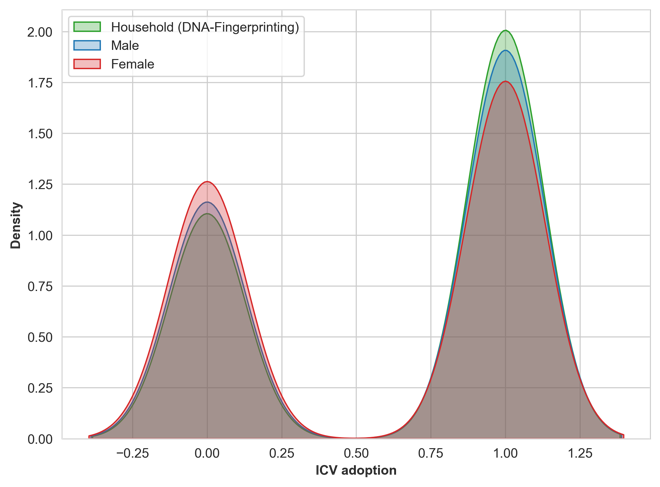 Household (DNA-Fingerprinting)
Male
Female
2.00
1.75
1.50
1.25
1.00
0.75
0.50
0.25
0.00
Density
−0.25 0.00 0.25 0.50 0.75 1.00 1.25
ICV adoption